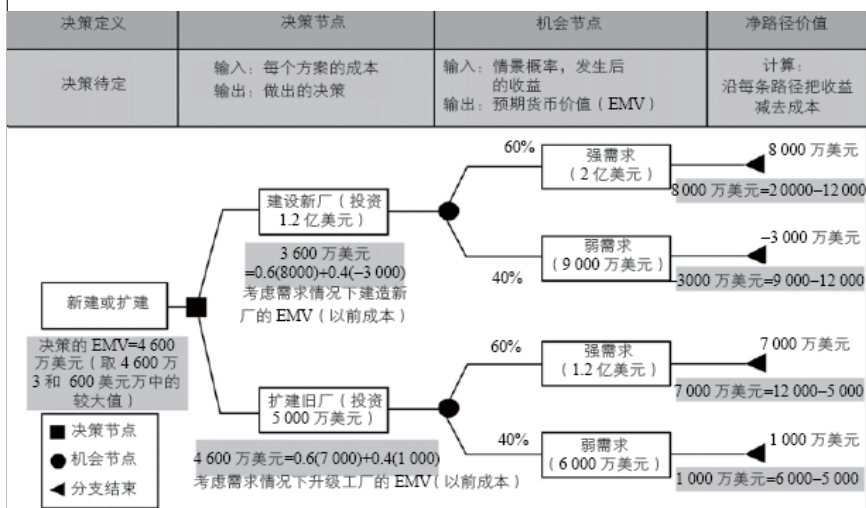 决策定义 决策节点 机会节点 净路径价值
决策待定
输入：每个方案的成本
输出：做出的决策
输入：情景概率，发生后
的收益
输出：预期货币价值（EMV）
计算：
沿每条路径把收益
减去成本
60%
强需求
（2亿美元）
8 000 万美元
8 000 万美元=2 0000–12 000
建设新厂（投资
1.2亿美元）
3 600 万美元
=0.6(8000)+0.4(–3 000)
考虑需求情况下建造新
厂的 EMV（以前成本）
40%
弱需求
（9 000万美元）
–3 000 万美元
-3000 万美元=9 000–12 000
新建或扩建
决策的 EMV=4 600
万美元（取 4 600 万
3 和 600 美元万中的
较大值）
60%
强需求
（1.2亿美元）
7 000 万美元
7 000 万美元=12 000–5 000
扩建旧厂（投资
5 000 万美元）
4 600 万美元=0.6(7 000)+0.4(1 000)
考虑需求情况下升级工厂的 EMV（以前成本）
40%
弱需求
（6 000万美元）
1 000 万美元
1 000 万美元=6 000–5 000
决策节点
机会节点
分支结束